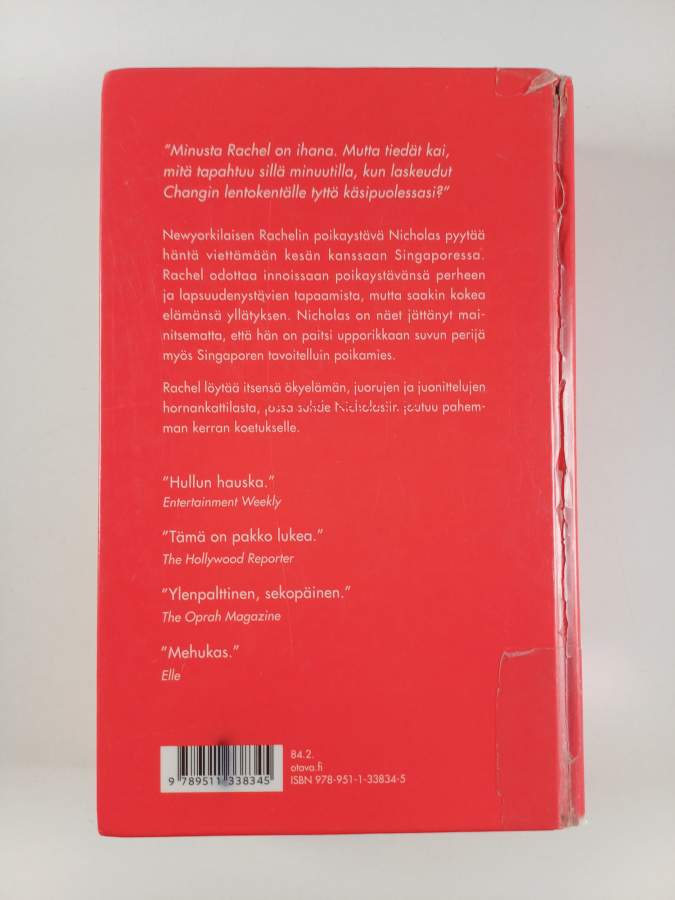 "Minusta Rachel on ihana. Mutta tiedät kai,
mitä tapahtuu sillä minuutilla, kun laskeudut
Changin lentokentälle tyttö käsipuolessasi?"
Newyorkilaisen Rachelin poikaystävä Nicholas pyytää
häntä viettämään kesän kanssaan Singaporessa.
Rachel odottaa innoissaan poikaystävänsä perheen
ja lapsuudenystävien tapaamista, mutta saakin kokea
elämänsä yllätyksen. Nicholas on näet jättänyt mai-
nitsematta, että hän on paitsi upporikkaan suvun perijä
myös Singaporen tavoitelluin poikamies.
Rachel löytää itsensä ökyelämän, juorujen ja juonittelujen
hornankattilasta, jossa suhde Nicholasiin joutuu pahem-
man kerran koetukselle.
"Hullun hauska."
Entertainment Weekly
"Tämä on pakko lukea."
The Hollywood Reporter
"Ylenpalttinen, sekopäinen."
The Oprah Magazine
"Mehukas."
Elle
84.2.
otava.fi
ISBN 978-951-1-33834-5
9 789511 338345